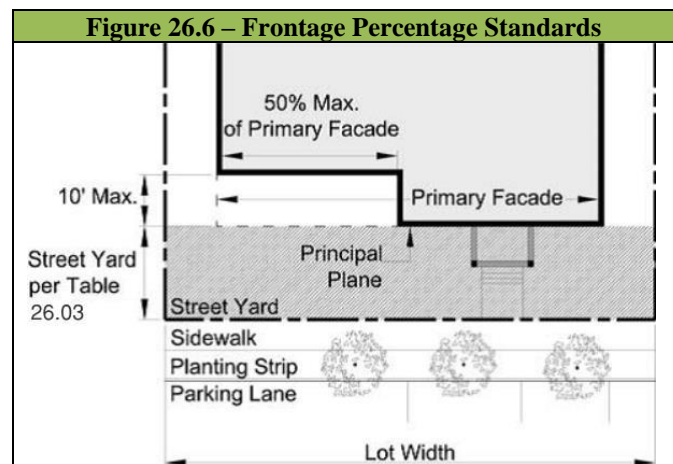 Figure 26.6 – Frontage Percentage Standards
50% Max.
of Primary Facade
10' Max.
Primary Facade
Street Yard
per Table
26.03
Principal
Plane
Street Yard
Sidewalk
Planting Strip
Parking Lane
Lot Width